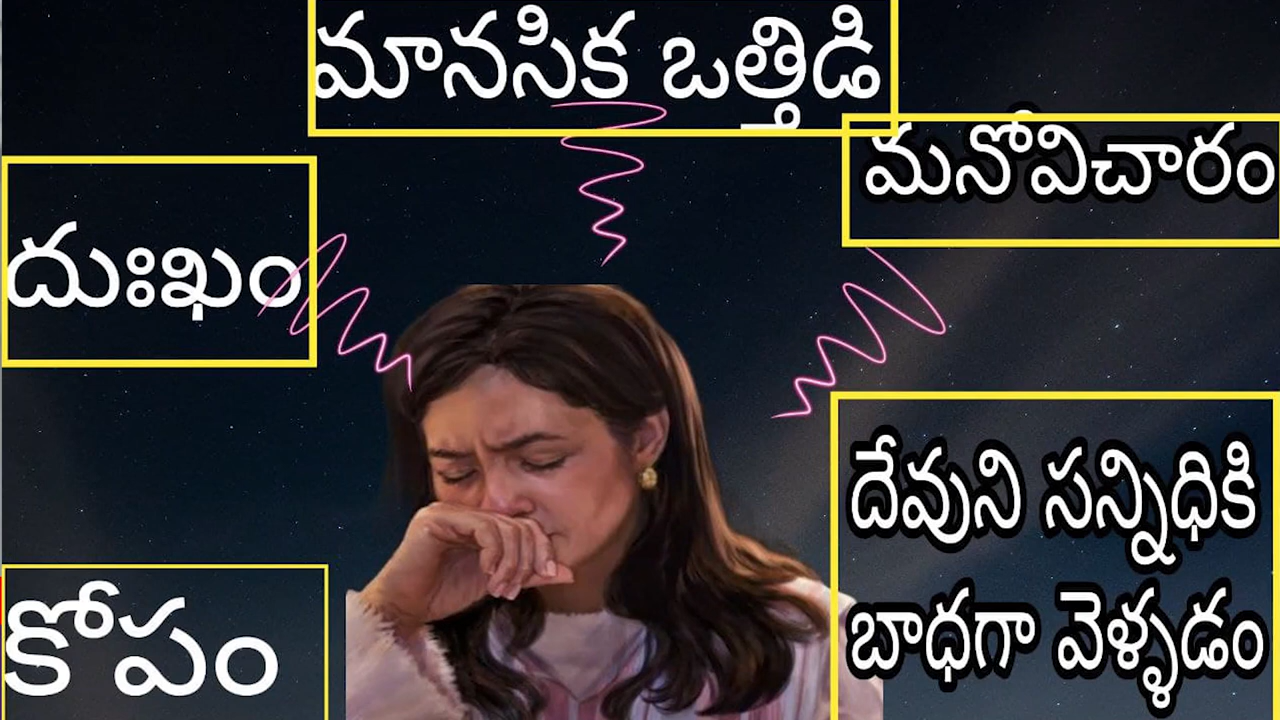 మానసిక ఒత్తిడి
మనోవిచారం
దుఃఖం
దేవుని సన్నిధికి
బాధగా వెళ్ళడం
కోపం